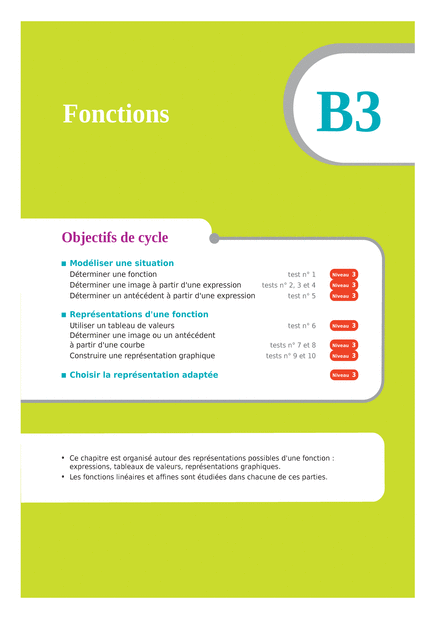 B3
Fonctions
Objectifs de cycle
■ Modéliser une situation
Déterminer une fonction test n° 1 Niveau 3
Déterminer une image à partir d'une expression tests n° 2, 3 et 4 Niveau 3
Déterminer un antécédent à partir d'une expression test n° 5 Niveau 3
■ Représentations d'une fonction
Utiliser un tableau de valeurs test n° 6 Niveau 3
Déterminer une image ou un antécédent
à partir d'une courbe tests n° 7 et 8 Niveau 3
Construire une représentation graphique tests n° 9 et 10 Niveau 3
■ Choisir la représentation adaptée Niveau 3
• Ce chapitre est organisé autour des représentations possibles d'une fonction :
expressions, tableaux de valeurs, représentations graphiques.
• Les fonctions linéaires et affines sont étudiées dans chacune de ces parties.